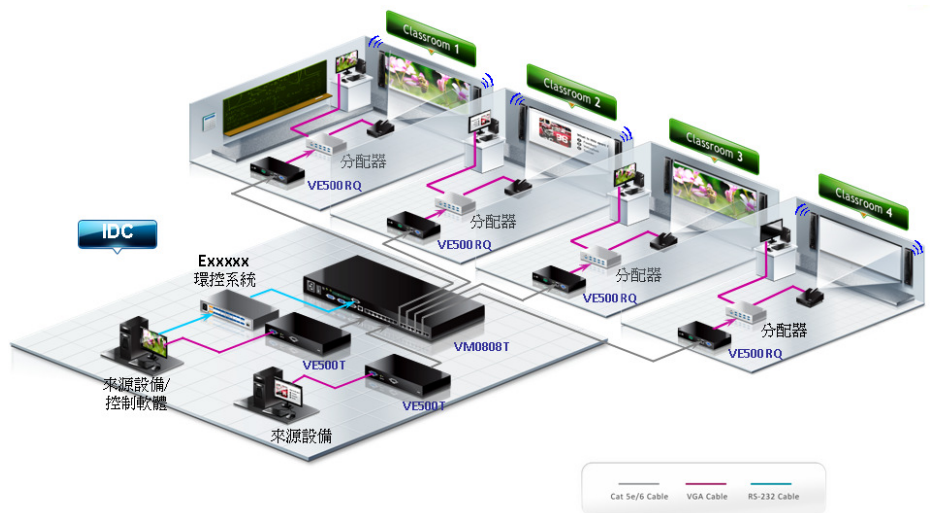 Classroom 1
分配器
VE500RQ
Classroom 2
分配器
VE500RQ
Classroom 3
分配器
VE500RQ
Classroom 4
分配器
VE500RQ
IDC
Exxxxx
環控系統
VE500T
VM0808T
來源設備/
控制軟體
VE500T
來源設備
Cat 5e/6 Cable
VGA Cable
RS-232 Cable